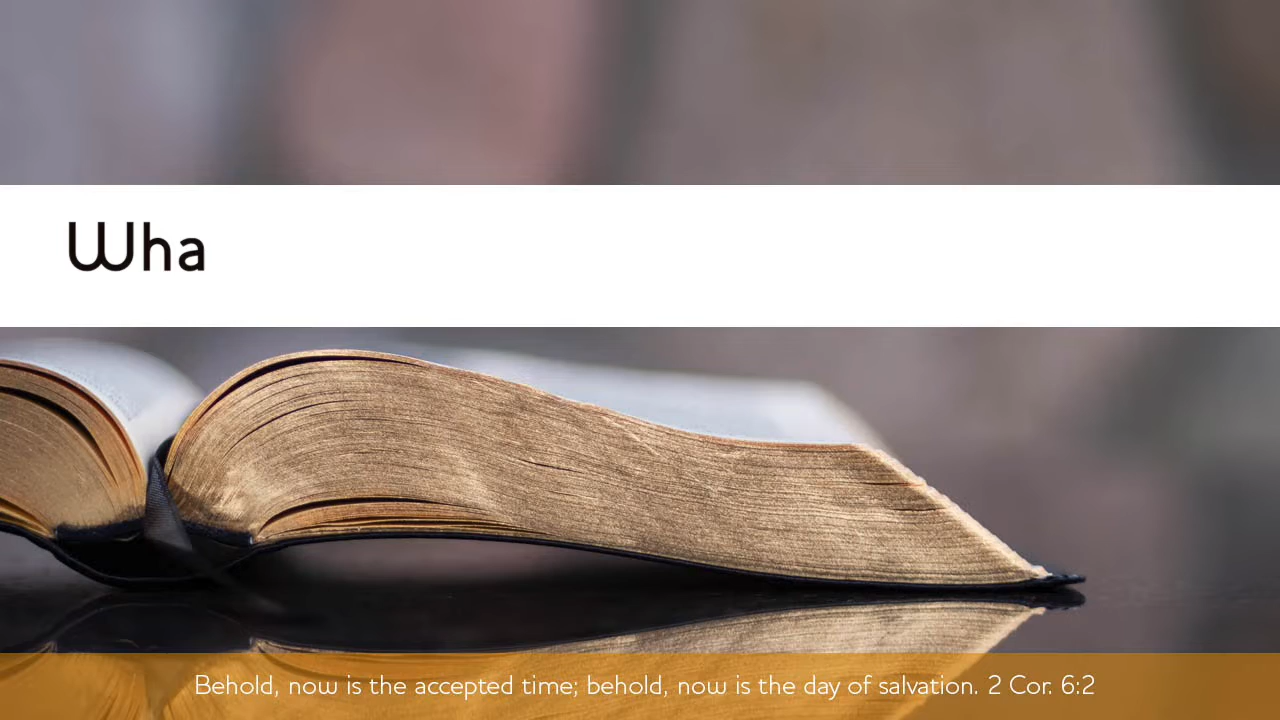 Wha
Behold, now is the accepted time; behold, now is the day of salvation. 2 Cor. 6:2